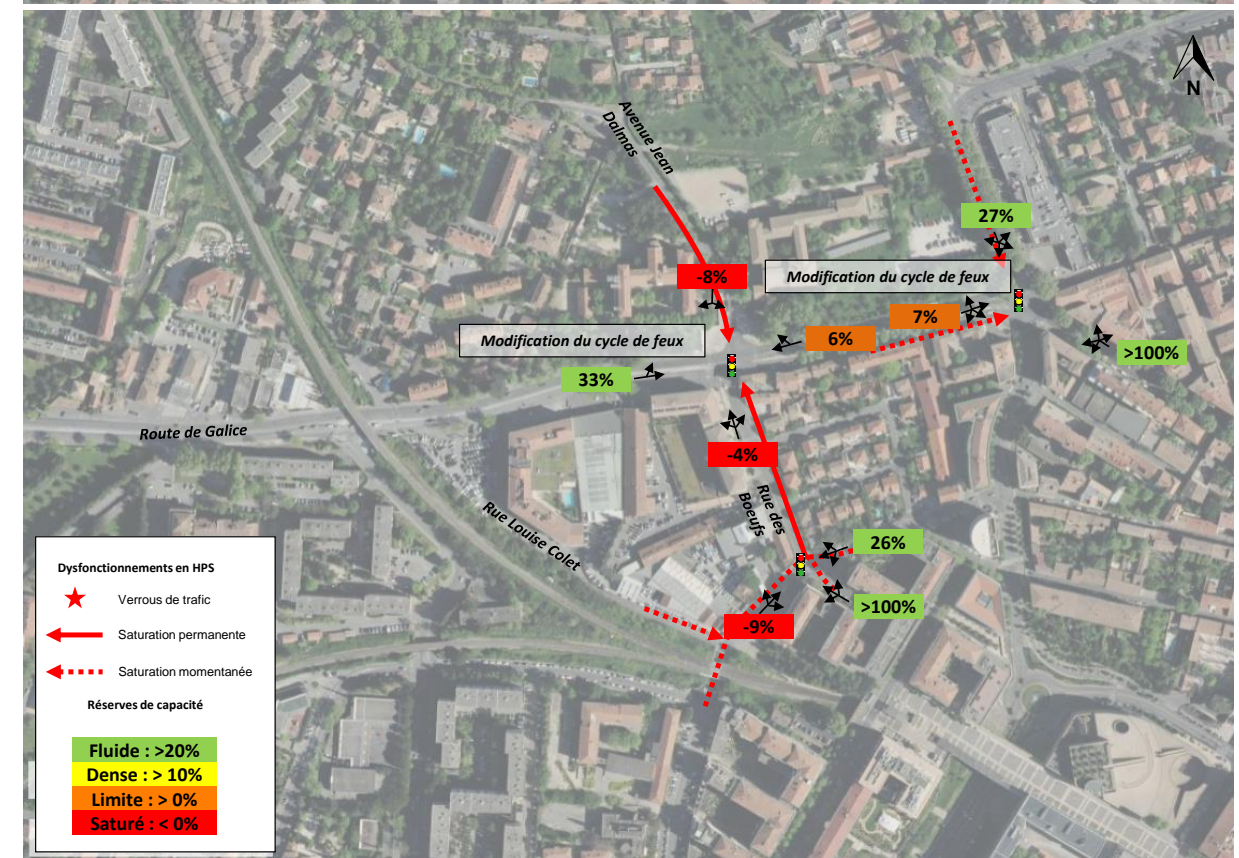 N
Avenue Jean
Dalmas
27%
-8%
Modification du cycle de feux
7%
6%
Modification du cycle de feux
>100%
33%
Route de Galice
-4%
Rue des
Boeufs
Rue Louise Colet
26%
>100%
-9%
Dysfonctionnements en HPS
Verrous de trafic
Saturation permanente
Saturation momentanée
Réserves de capacité
Fluide : >20%
Dense : > 10%
Limite : > 0%
Saturé : < 0%